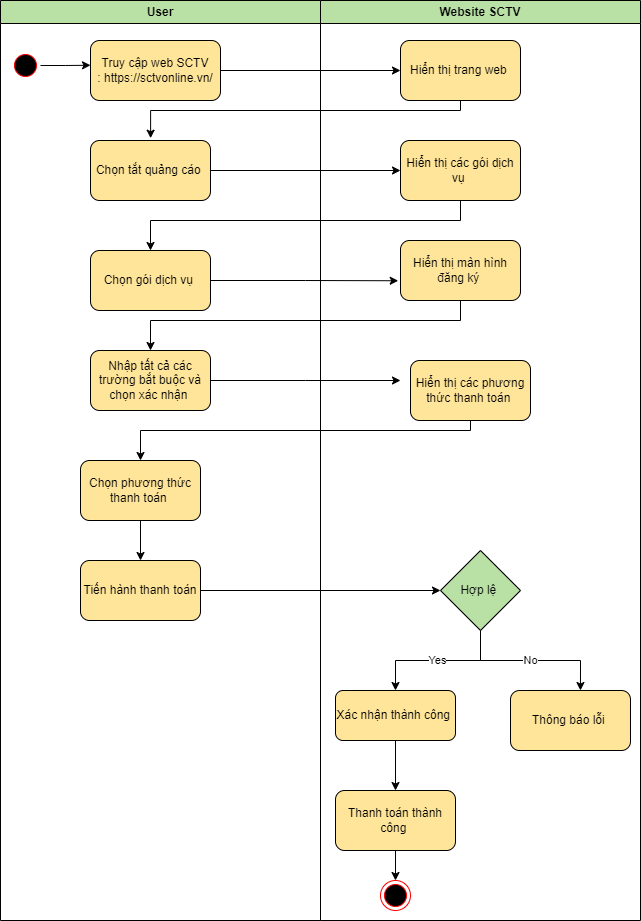 User
Website SCTV
Truy cập web SCTV
: https://sctvonline.vn/
Hiển thị trang web
Chọn tắt quảng cáo
Hiển thị các gói dịch
vụ
Chọn gói dịch vụ
Hiển thị màn hình
đăng ký
Nhập tất cả các
trường bắt buộc và
chọn xác nhận
Hiển thị các phương
thức thanh toán
Chọn phương thức
thanh toán
Tiến hành thanh toán
Hợp lệ
Yes
No
Xác nhận thành công
Thông báo lỗi
Thanh toán thành
công